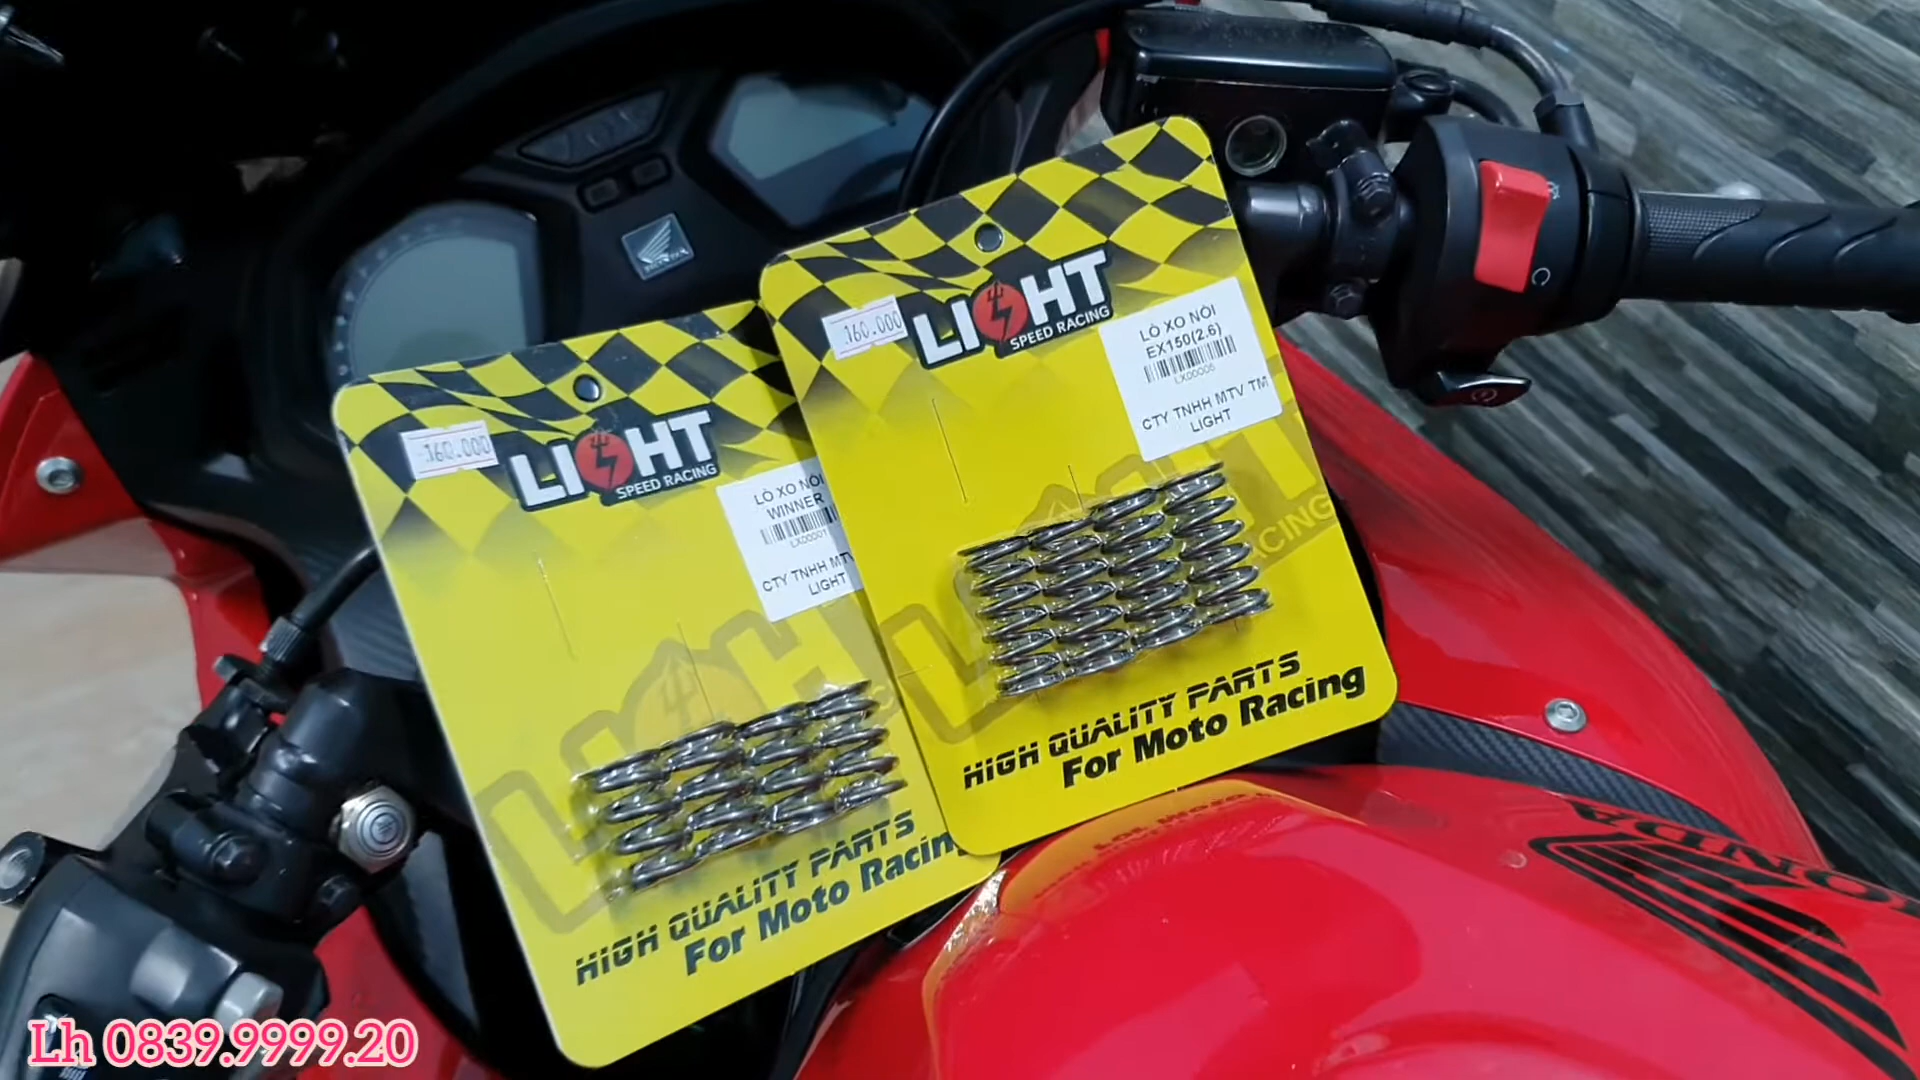 160.000
LIGHT
SPEED RACING
LÒ XO NỒI
WINNER
LX00001
CTY TNHH MTV
LIGHT
HIGH QUALITY PARTS
For Moto Racing
160.000
LIGHT
SPEED RACING
LÒ XO NỒI
EX150(2.6)
LX00006
CTY TNHH MTV TM
LIGHT
RACING
HIGH QUALITY PARTS
For Moto Racing
HONDA
Lh 0839.9999.20